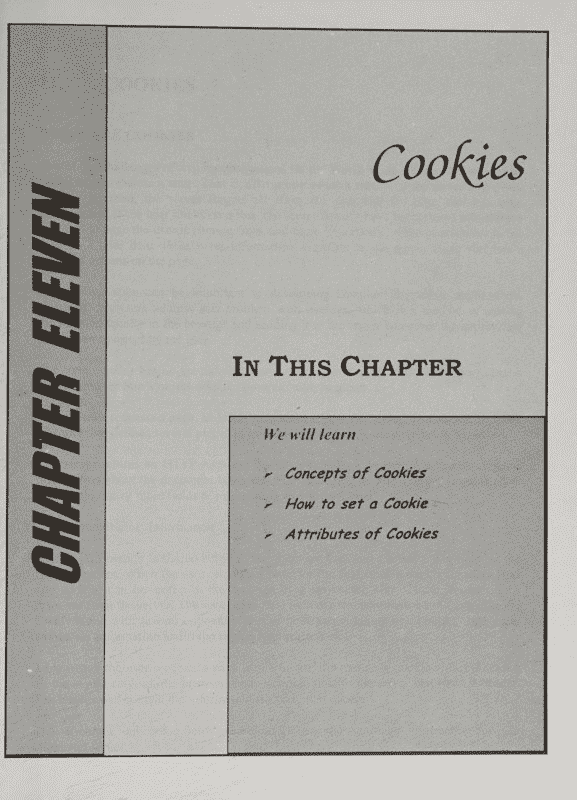 CHAPTER ELEVEN
Cookies
IN THIS CHAPTER
We will learn
➢ Concepts of Cookies
➢ How to set a Cookie
➢ Attributes of Cookies